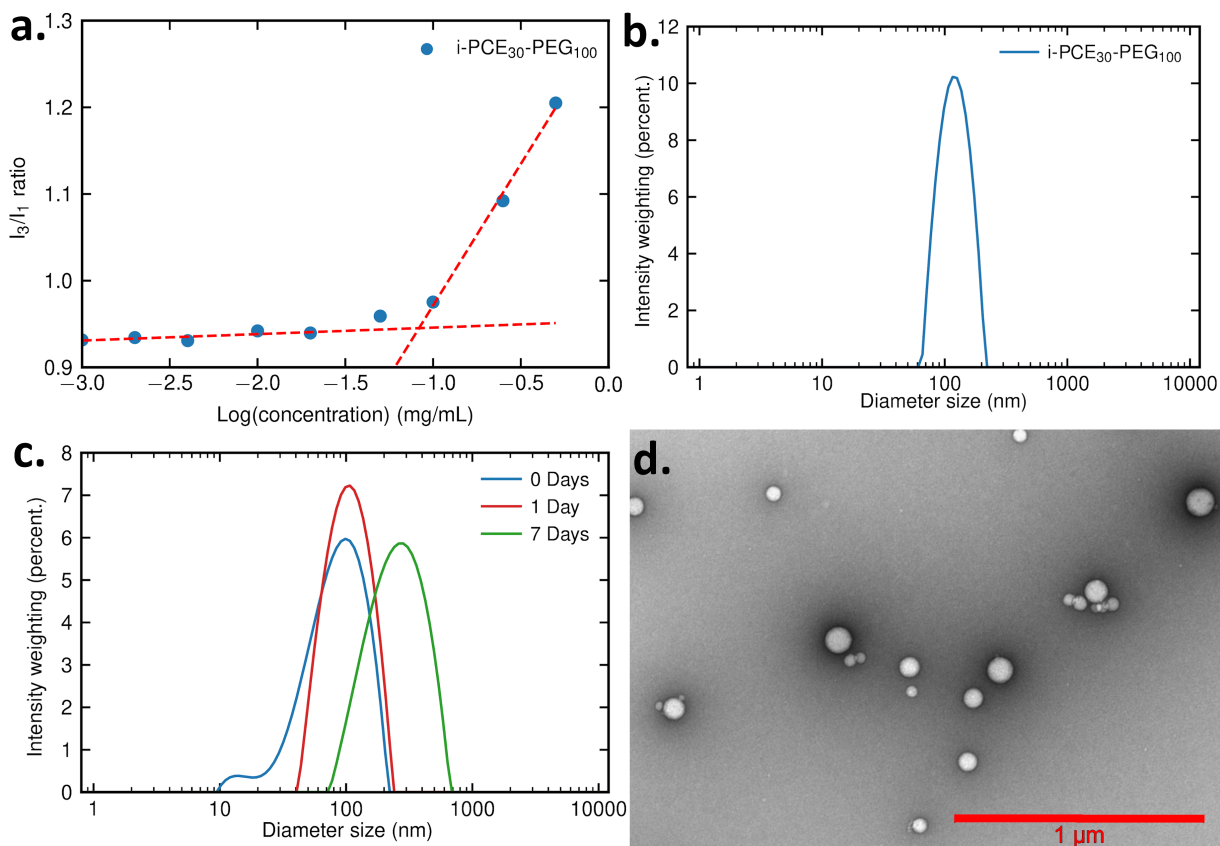 a.
1.3
1.2
1.1
1.0
0.9
I₃/I₁ ratio
i-PCE₃₀-PEG₁₀₀
−3.0 −2.5 −2.0 −1.5 −1.0 −0.5 0.0
Log(concentration) (mg/mL)
b.
12
10
8
6
4
2
0
Intensity weighting (percent.)
i-PCE₃₀-PEG₁₀₀
1 10 100 1000 10000
Diameter size (nm)
c.
8
7
6
5
4
3
2
1
0
Intensity weighting (percent.)
0 Days
1 Day
7 Days
1 10 100 1000 10000
Diameter size (nm)
d.
1 µm